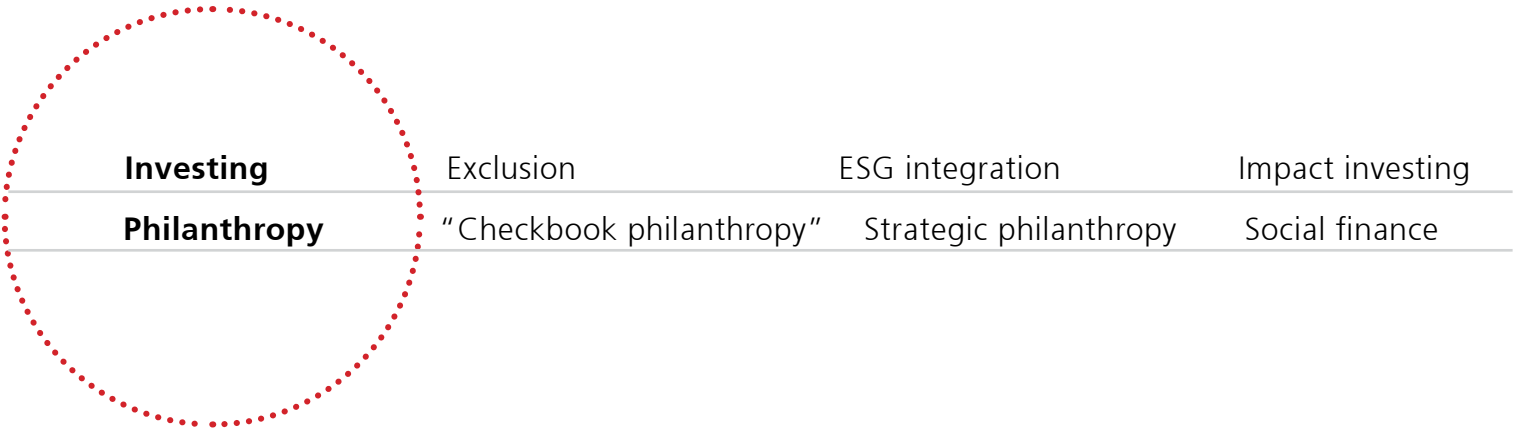 Investing Exclusion ESG integration Impact investing
Philanthropy “Checkbook philanthropy” Strategic philanthropy Social finance